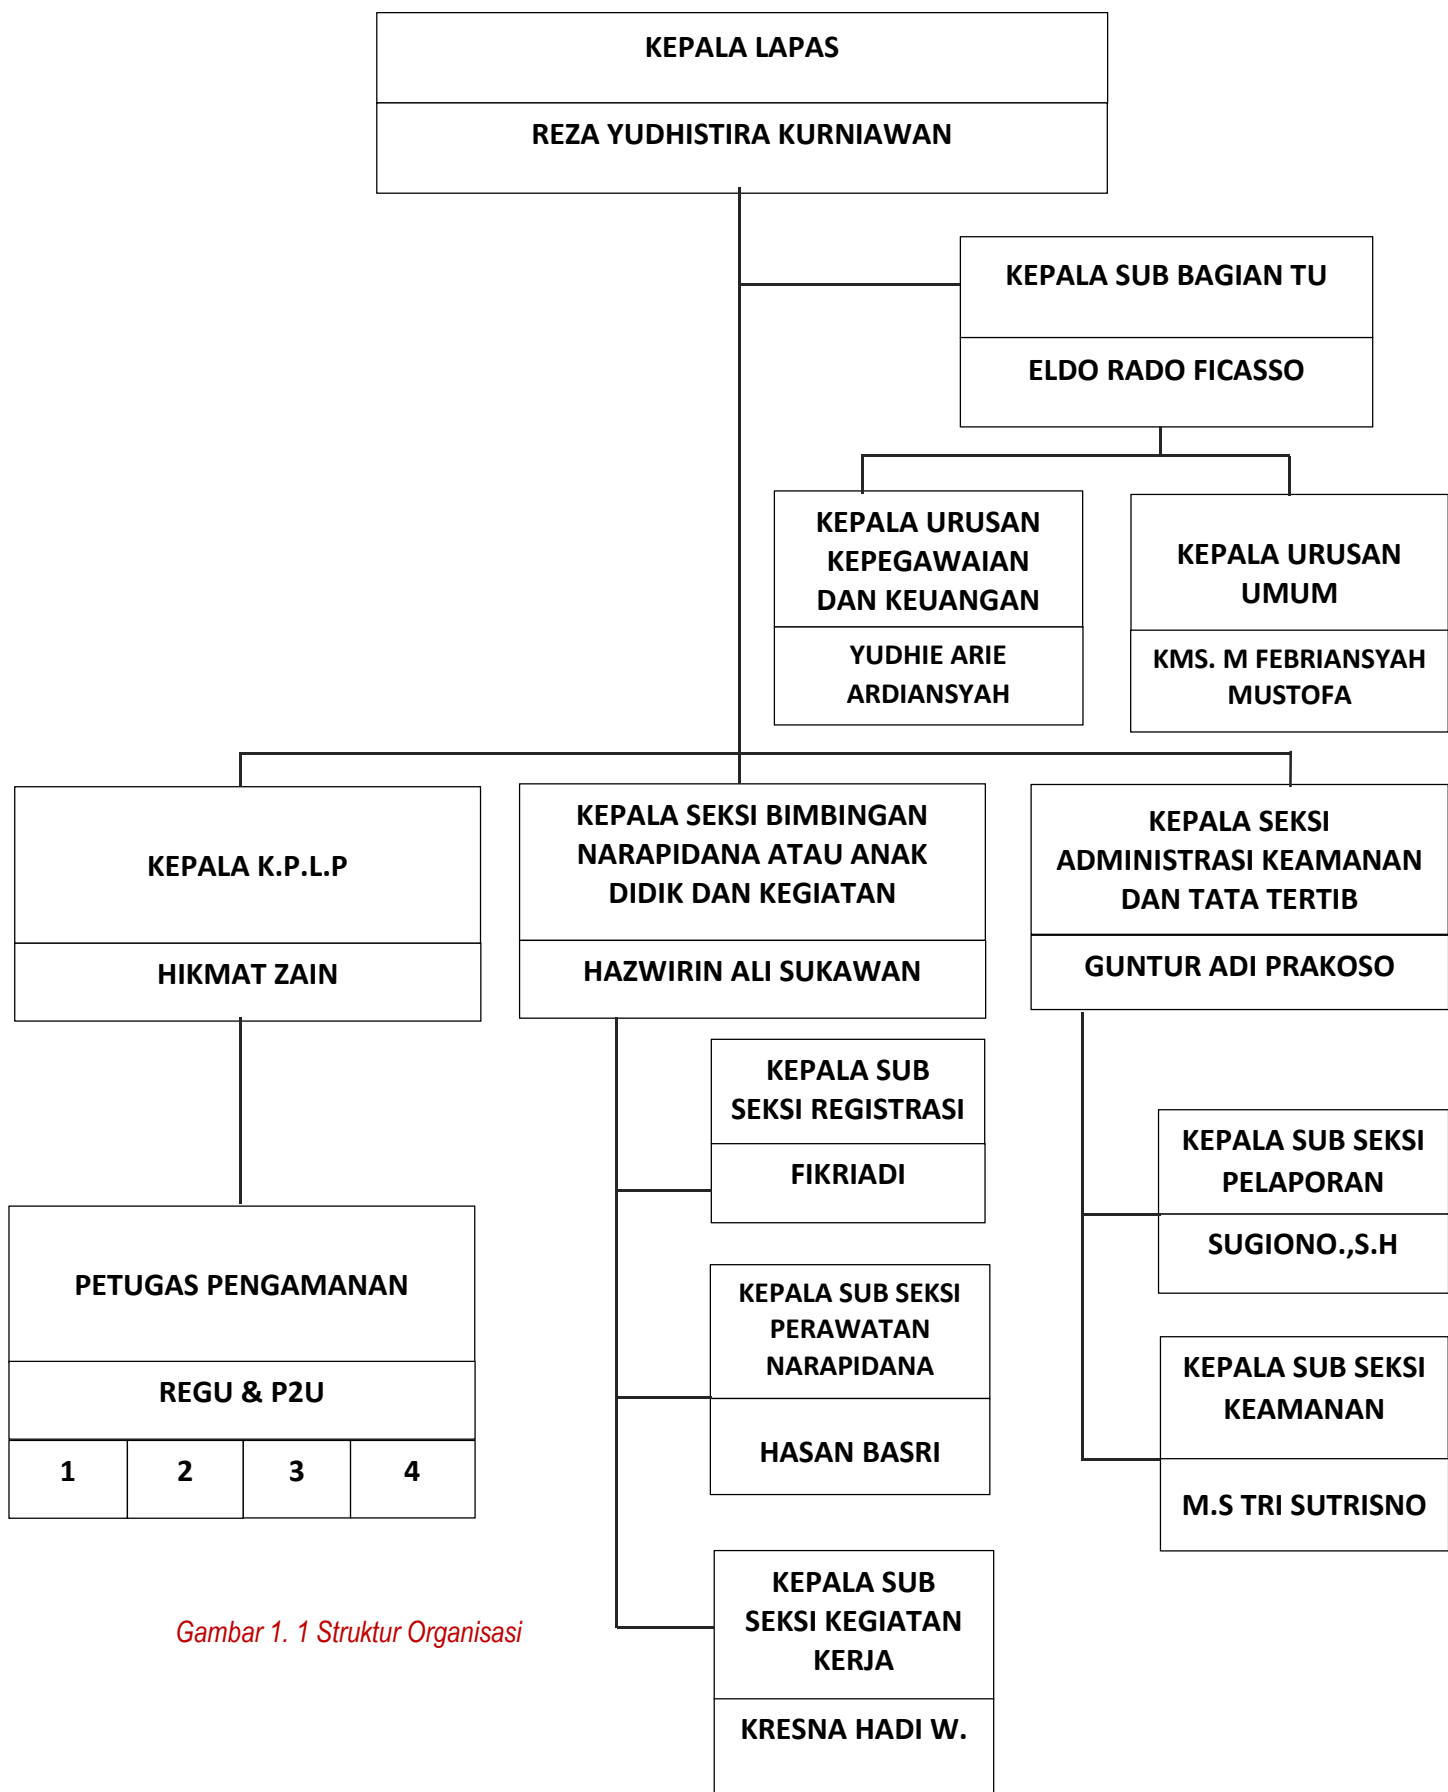 KEPALA LAPAS
REZA YUDHISTIRA KURNIAWAN
KEPALA SUB BAGIAN TU
ELDO RADO FICASSO
KEPALA URUSAN
KEPEGAWAIAN
DAN KEUANGAN
YUDHIE ARIE
ARDIANSYAH
KEPALA URUSAN
UMUM
KMS. M FEBRIANSYAH
MUSTOFA
KEPALA K.P.L.P
HIKMAT ZAIN
KEPALA SEKSI BIMBINGAN
NARAPIDANA ATAU ANAK
DIDIK DAN KEGIATAN
HAZWIRIN ALI SUKAWAN
KEPALA SEKSI
ADMINISTRASI KEAMANAN
DAN TATA TERTIB
GUNTUR ADI PRAKOSO
PETUGAS PENGAMANAN
REGU & P2U
1 2 3 4
KEPALA SUB
SEKSI REGISTRASI
FIKRIADI
KEPALA SUB SEKSI
PERAWATAN
NARAPIDANA
HASAN BASRI
KEPALA SUB
SEKSI KEGIATAN
KERJA
KRESNA HADI W.
KEPALA SUB SEKSI
PELAPORAN
SUGIONO.,S.H
KEPALA SUB SEKSI
KEAMANAN
M.S TRI SUTRISNO
Gambar 1. 1 Struktur Organisasi